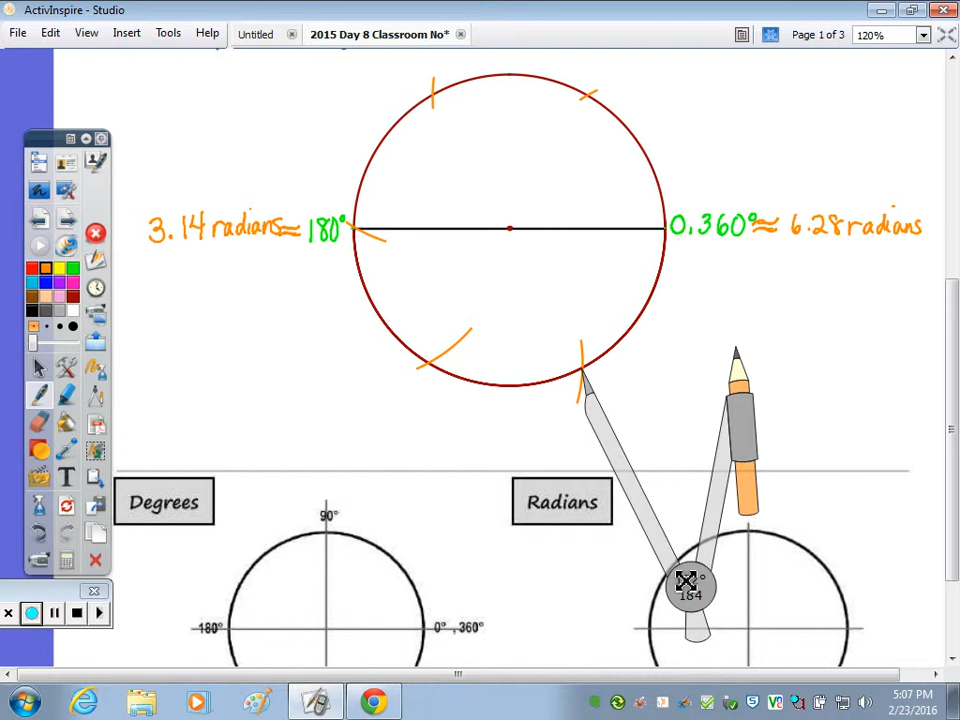 ActivInspire - Studio
File Edit View Insert Tools Help Untitled 2015 Day 8 Classroom No* Page 1 of 3 120%
3.14 radians≈ 180° 0,360°≈ 6.28 radians
Degrees
Radians
90°
184
180° 0° , 360°
5:07 PM
2/23/2016